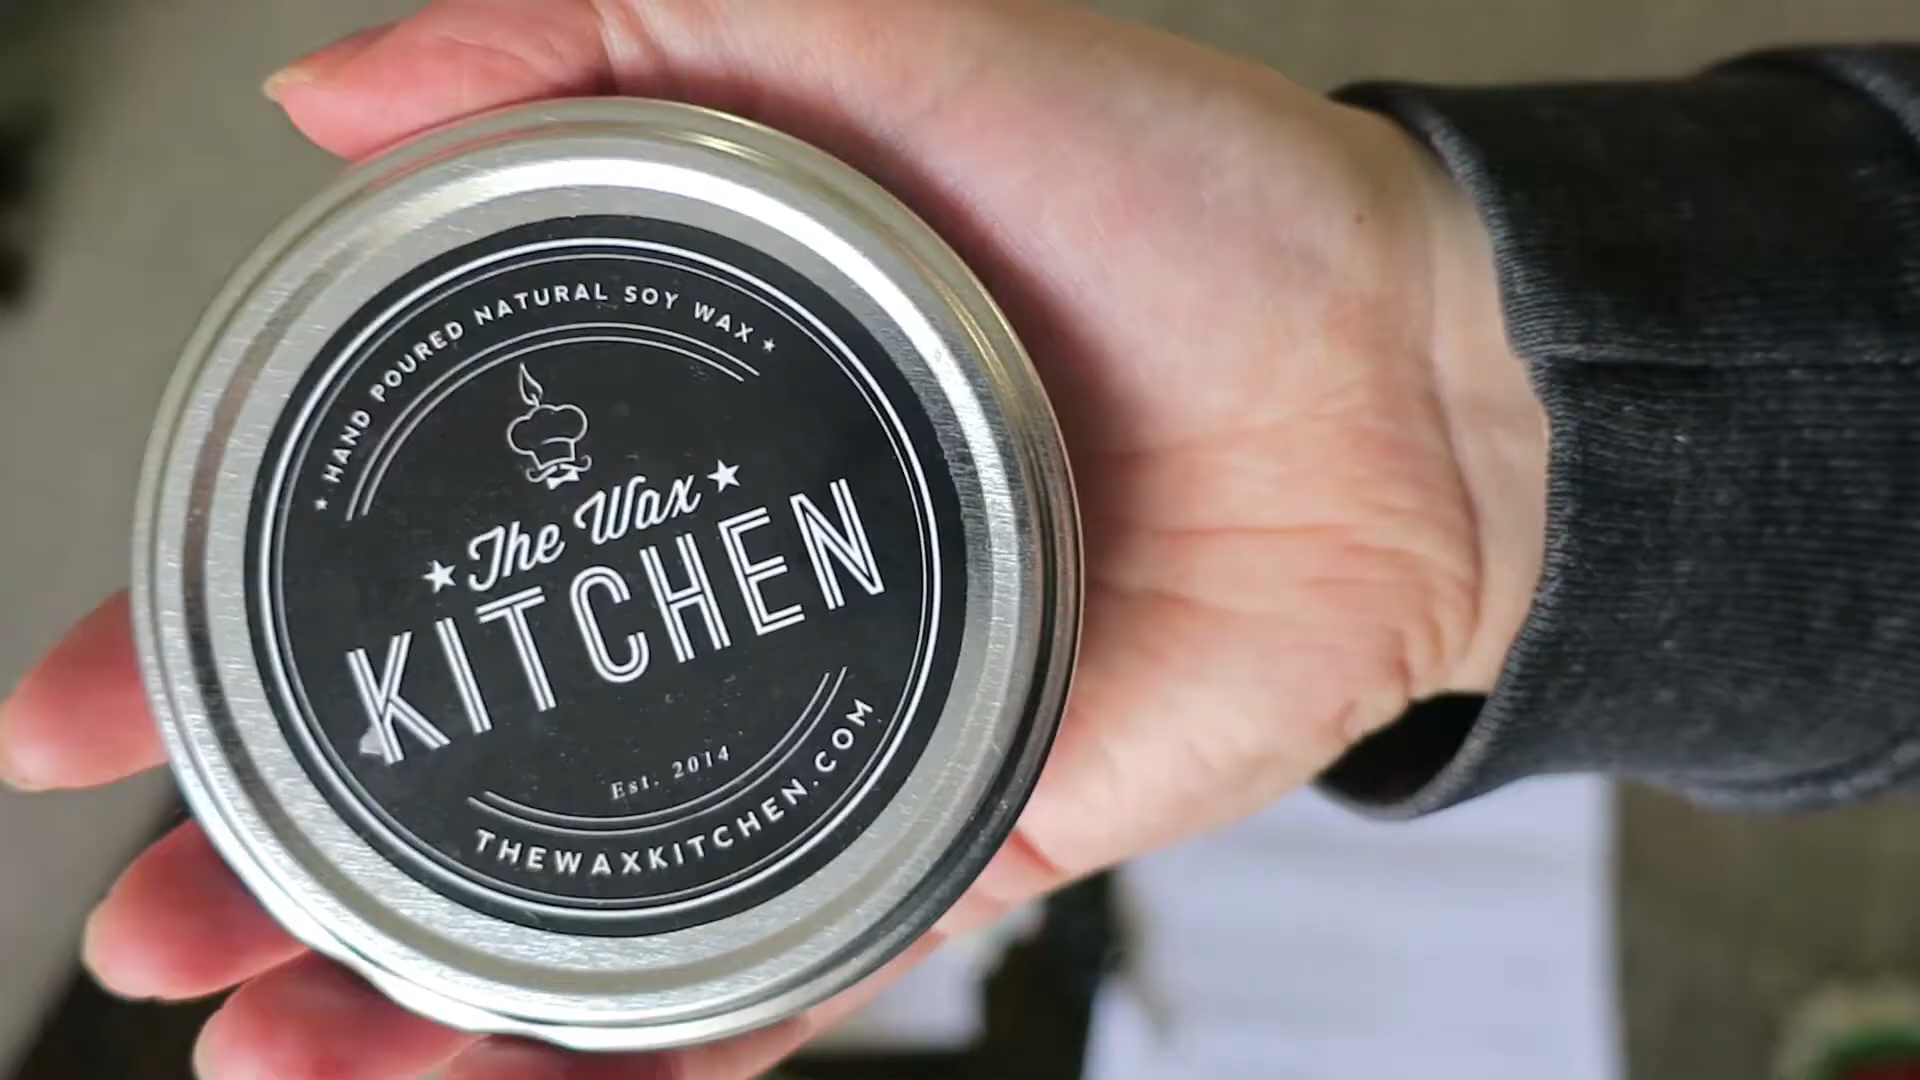 ★ HAND POURED NATURAL SOY WAX ★
★ The Wax ★
KITCHEN
Est. 2014
THEWAXKITCHEN.COM